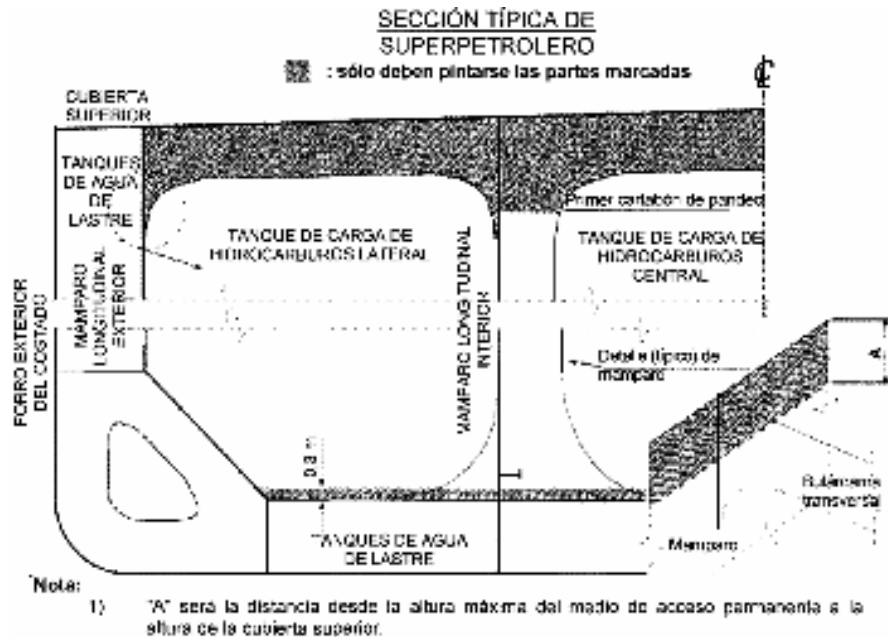 SECCIÓN TÍPICA DE
SUPERPETROLERO
: sólo deben pintarse las partes marcadas
CUBIERTA
SUPERIOR
TANQUES
DE AGUA
DE
LASTRE
Primer cartabón de pandeo
TANQUE DE CARGA DE
HIDROCARBUROS LATERAL
TANQUE DE CARGA DE
HIDROCARBUROS
CENTRAL
FORRO EXTERIOR
DEL COSTADO
MAMPARO
LONGITUDINAL
EXTERIOR
MAMPARO LONGITUDINAL
INTERIOR
A
Detalle (típico) de
mamparo
0,3 m
Bulárcama
transversal
Mamparo
TANQUES DE AGUA
DE LASTRE
Nota:
1) "A" será la distancia desde la altura máxima del medio de acceso permanente a la
altura de la cubierta superior.